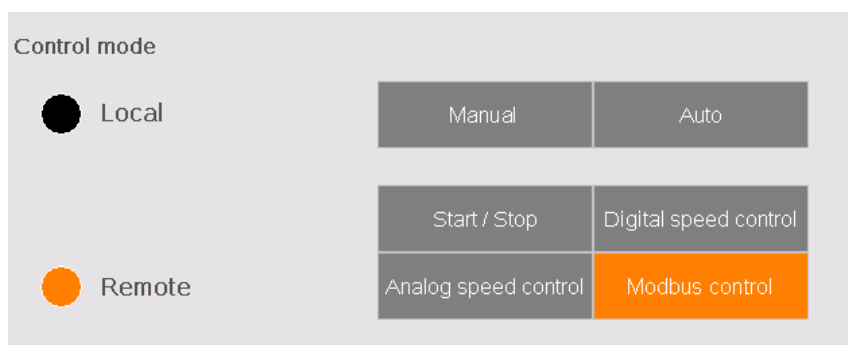 Control mode
Local
Manual
Auto
Start / Stop
Digital speed control
Remote
Analog speed control
Modbus control